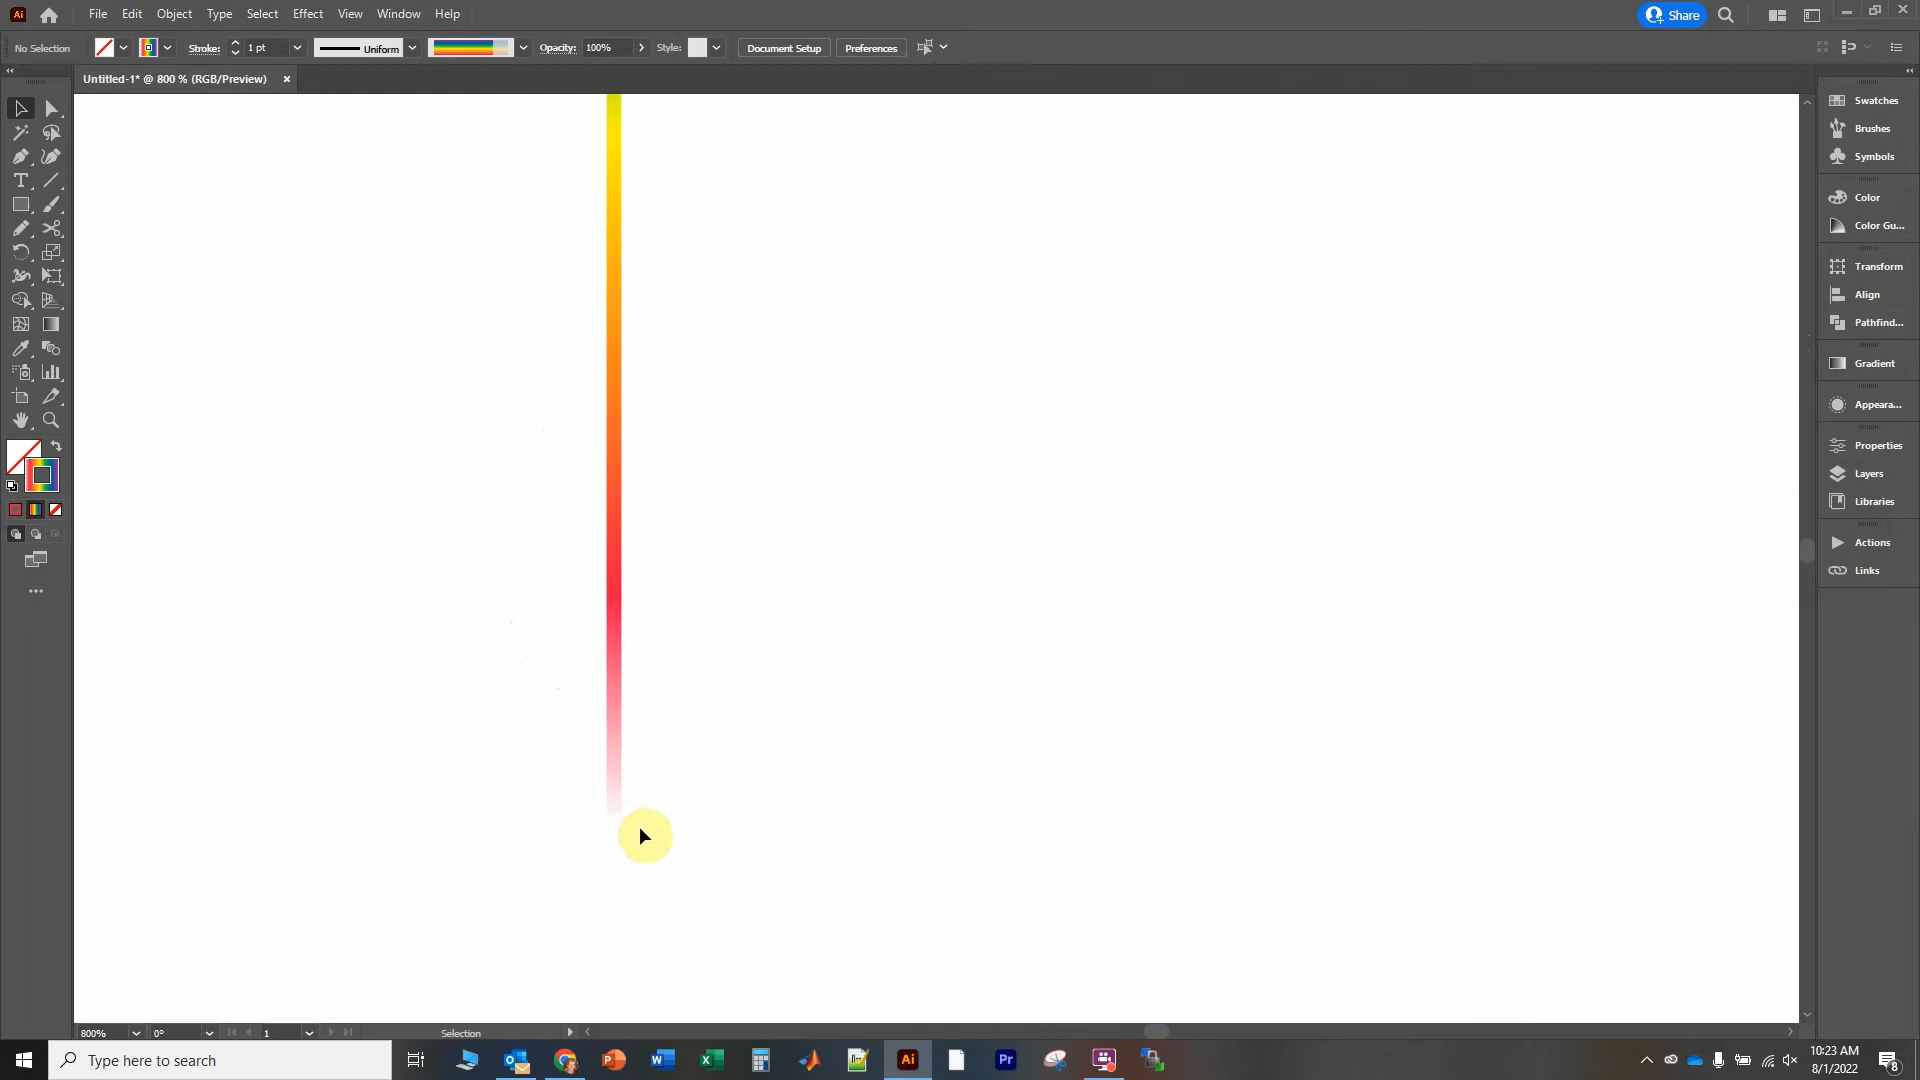 Ai File Edit Object Type Select Effect View Window Help Share
No Selection Stroke: 1 pt Uniform Opacity: 100% Style: Document Setup Preferences
Untitled-1* @ 800 % (RGB/Preview) ×
Swatches
Brushes
Symbols
Color
Color Gu...
Transform
Align
Pathfind...
Gradient
Appeara...
Properties
Layers
Libraries
Actions
Links
800% 0° 1 Selection
Type here to search
Ai Pr
10:23 AM
8/1/2022
8